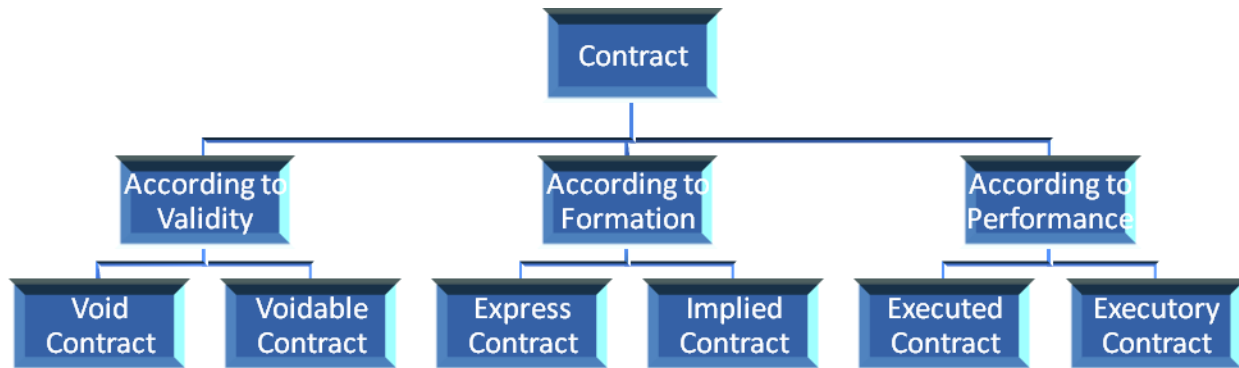 Contract
According to
Validity
According to
Formation
According to
Performance
Void
Contract
Voidable
Contract
Express
Contract
Implied
Contract
Executed
Contract
Executory
Contract